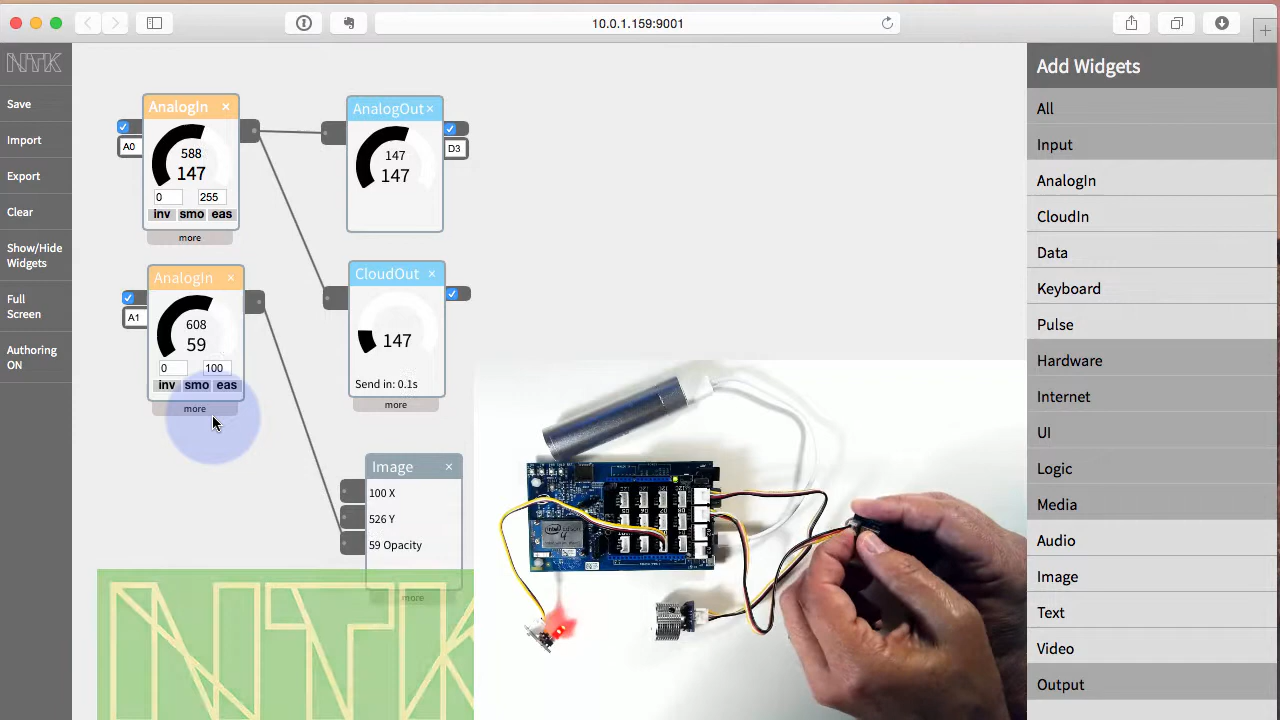 10.0.1.159:9001
NTK
Save
Import
Export
Clear
Show/Hide
Widgets
Full
Screen
Authoring
ON
AnalogIn ×
A0
588
147
0 255
inv smo eas
more
AnalogOut ×
D3
147
147
AnalogIn ×
A1
608
59
0 100
inv smo eas
more
CloudOut ×
147
Send in: 0.1s
more
Image ×
100 X
526 Y
59 Opacity
more
NTK
Add Widgets
All
Input
AnalogIn
CloudIn
Data
Keyboard
Pulse
Hardware
Internet
UI
Logic
Media
Audio
Image
Text
Video
Output